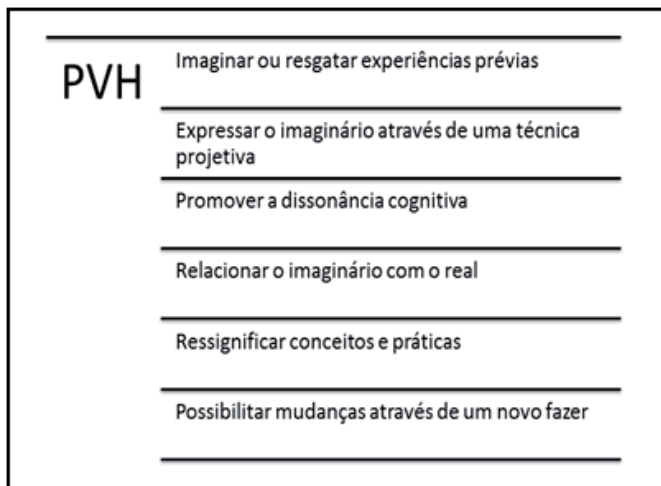 PVH
Imaginar ou resgatar experiências prévias
Expressar o imaginário através de uma técnica
projetiva
Promover a dissonância cognitiva
Relacionar o imaginário com o real
Ressignificar conceitos e práticas
Possibilitar mudanças através de um novo fazer